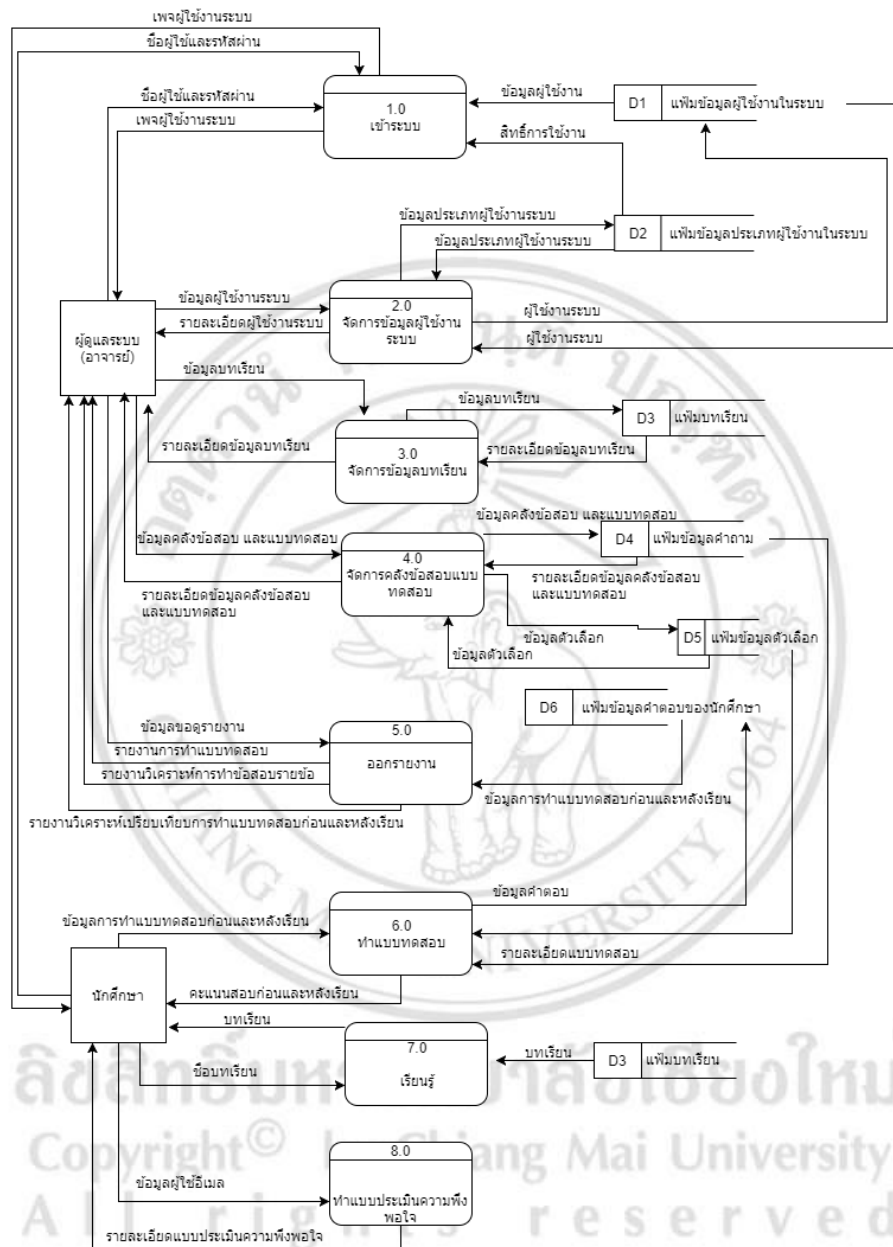 เพจผู้ใช้งานระบบ
ชื่อผู้ใช้และรหัสผ่าน
ชื่อผู้ใช้และรหัสผ่าน
เพจผู้ใช้งานระบบ
1.0
เข้าระบบ
ข้อมูลผู้ใช้งาน
D1 แฟ้มข้อมูลผู้ใช้งานในระบบ
สิทธิ์การใช้งาน
ข้อมูลประเภทผู้ใช้งานระบบ
ข้อมูลประเภทผู้ใช้งานระบบ
D2 แฟ้มข้อมูลประเภทผู้ใช้งานในระบบ
ผู้ดูแลระบบ
(อาจารย์)
ข้อมูลผู้ใช้งานระบบ
รายละเอียดผู้ใช้งานระบบ
2.0
จัดการข้อมูลผู้ใช้งาน
ระบบ
ผู้ใช้งานระบบ
ผู้ใช้งานระบบ
ข้อมูลบทเรียน
รายละเอียดข้อมูลบทเรียน
3.0
จัดการข้อมูลบทเรียน
ข้อมูลบทเรียน
D3 แฟ้มบทเรียน
รายละเอียดข้อมูลบทเรียน
ข้อมูลคลังข้อสอบ และแบบทดสอบ
รายละเอียดข้อมูลคลังข้อสอบ
และแบบทดสอบ
4.0
จัดการคลังข้อสอบแบบ
ทดสอบ
ข้อมูลคลังข้อสอบ และแบบทดสอบ
D4 แฟ้มข้อมูลคำถาม
รายละเอียดข้อมูลคลังข้อสอบ
และแบบทดสอบ
ข้อมูลตัวเลือก
ข้อมูลตัวเลือก
D5 แฟ้มข้อมูลตัวเลือก
D6 แฟ้มข้อมูลคำตอบของนักศึกษา
ข้อมูลขอดูรายงาน
รายงานการทำแบบทดสอบ
รายงานวิเคราะห์การทำข้อสอบรายข้อ
รายงานวิเคราะห์เปรียบเทียบการทำแบบทดสอบก่อนและหลังเรียน
5.0
ออกรายงาน
ข้อมูลการทำแบบทดสอบก่อนและหลังเรียน
ข้อมูลการทำแบบทดสอบก่อนและหลังเรียน
6.0
ทำแบบทดสอบ
ข้อมูลคำตอบ
รายละเอียดแบบทดสอบ
นักศึกษา
คะแนนสอบก่อนและหลังเรียน
บทเรียน
ชื่อบทเรียน
7.0
เรียนรู้
บทเรียน
D3 แฟ้มบทเรียน
ข้อมูลผู้ใช้อีเมล
8.0
ทำแบบประเมินความพึง
พอใจ
รายละเอียดแบบประเมินความพึงพอใจ
CHIANG MAI UNIVERSITY 1964
ลิขสิทธิ์มหาวิทยาลัยเชียงใหม่
Copyright© by Chiang Mai University
All rights reserved